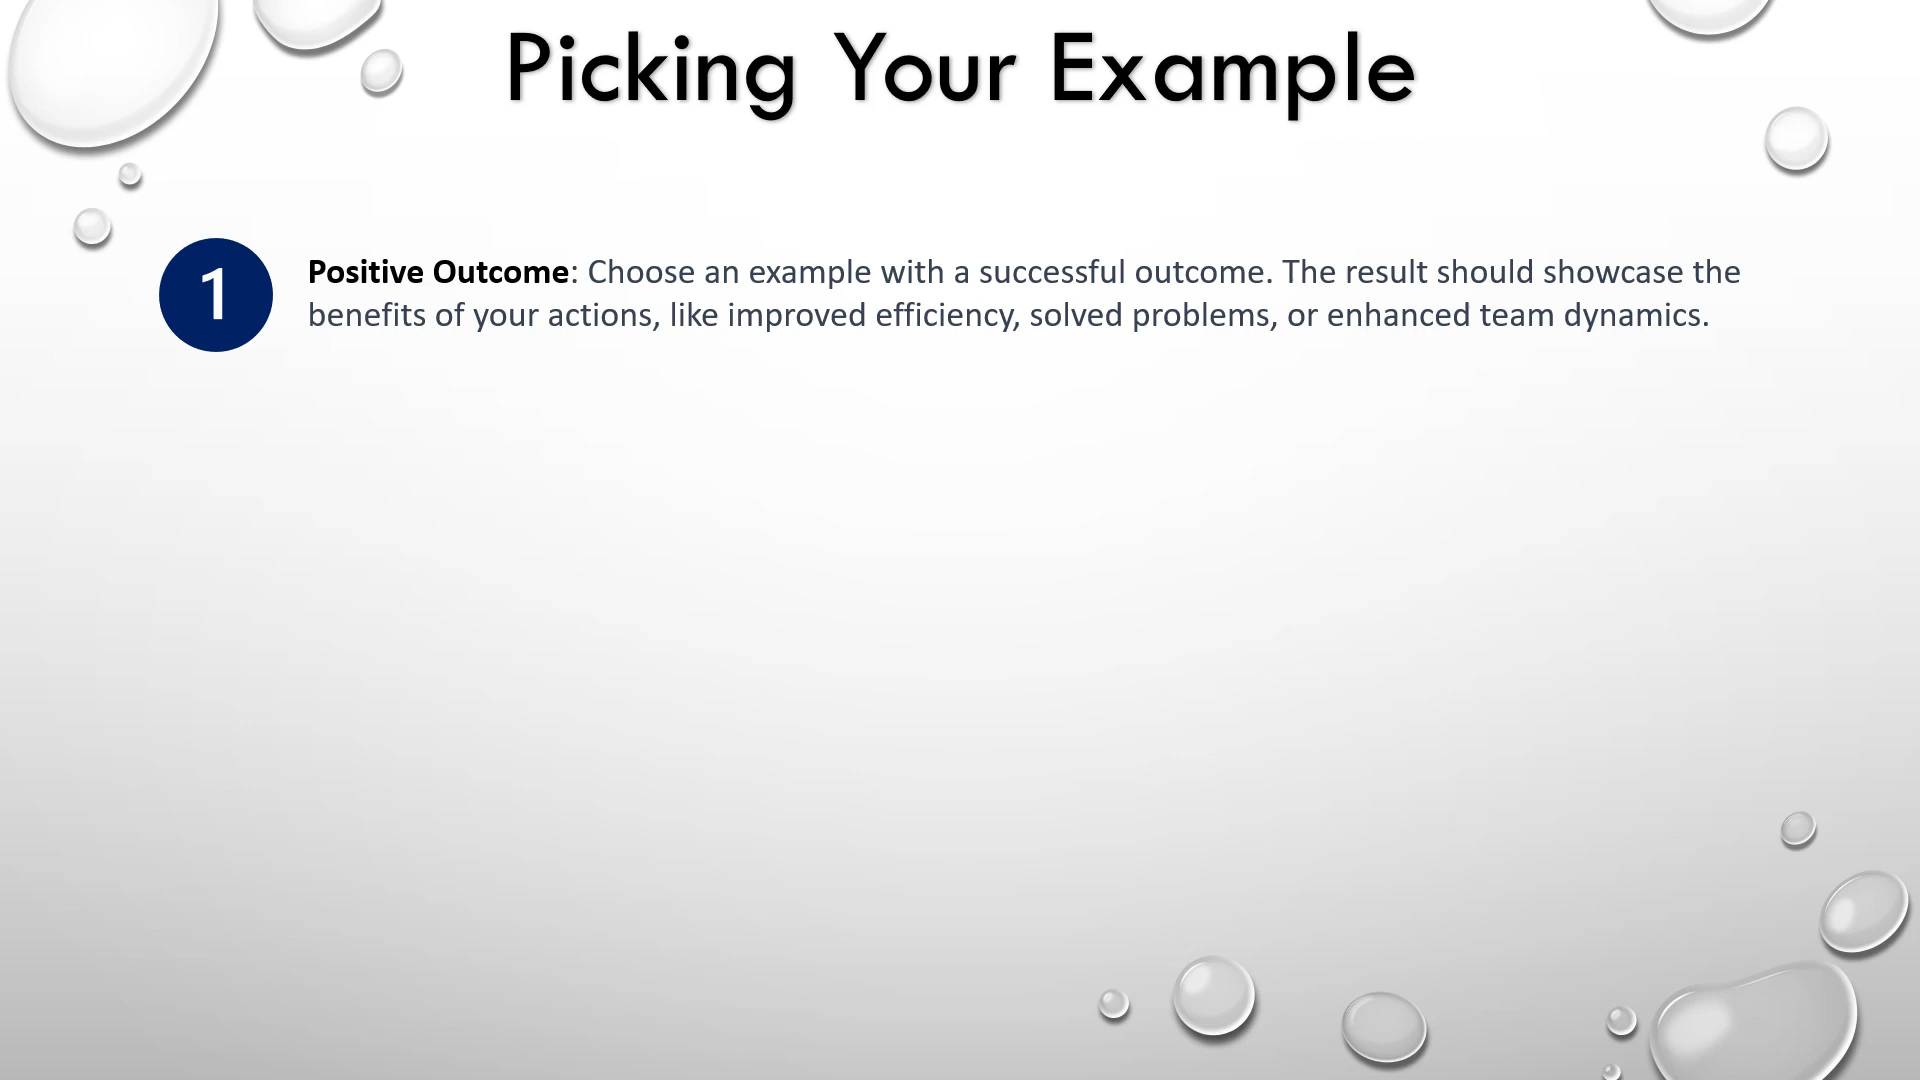 Picking Your Example
1
Positive Outcome: Choose an example with a successful outcome. The result should showcase the
benefits of your actions, like improved efficiency, solved problems, or enhanced team dynamics.